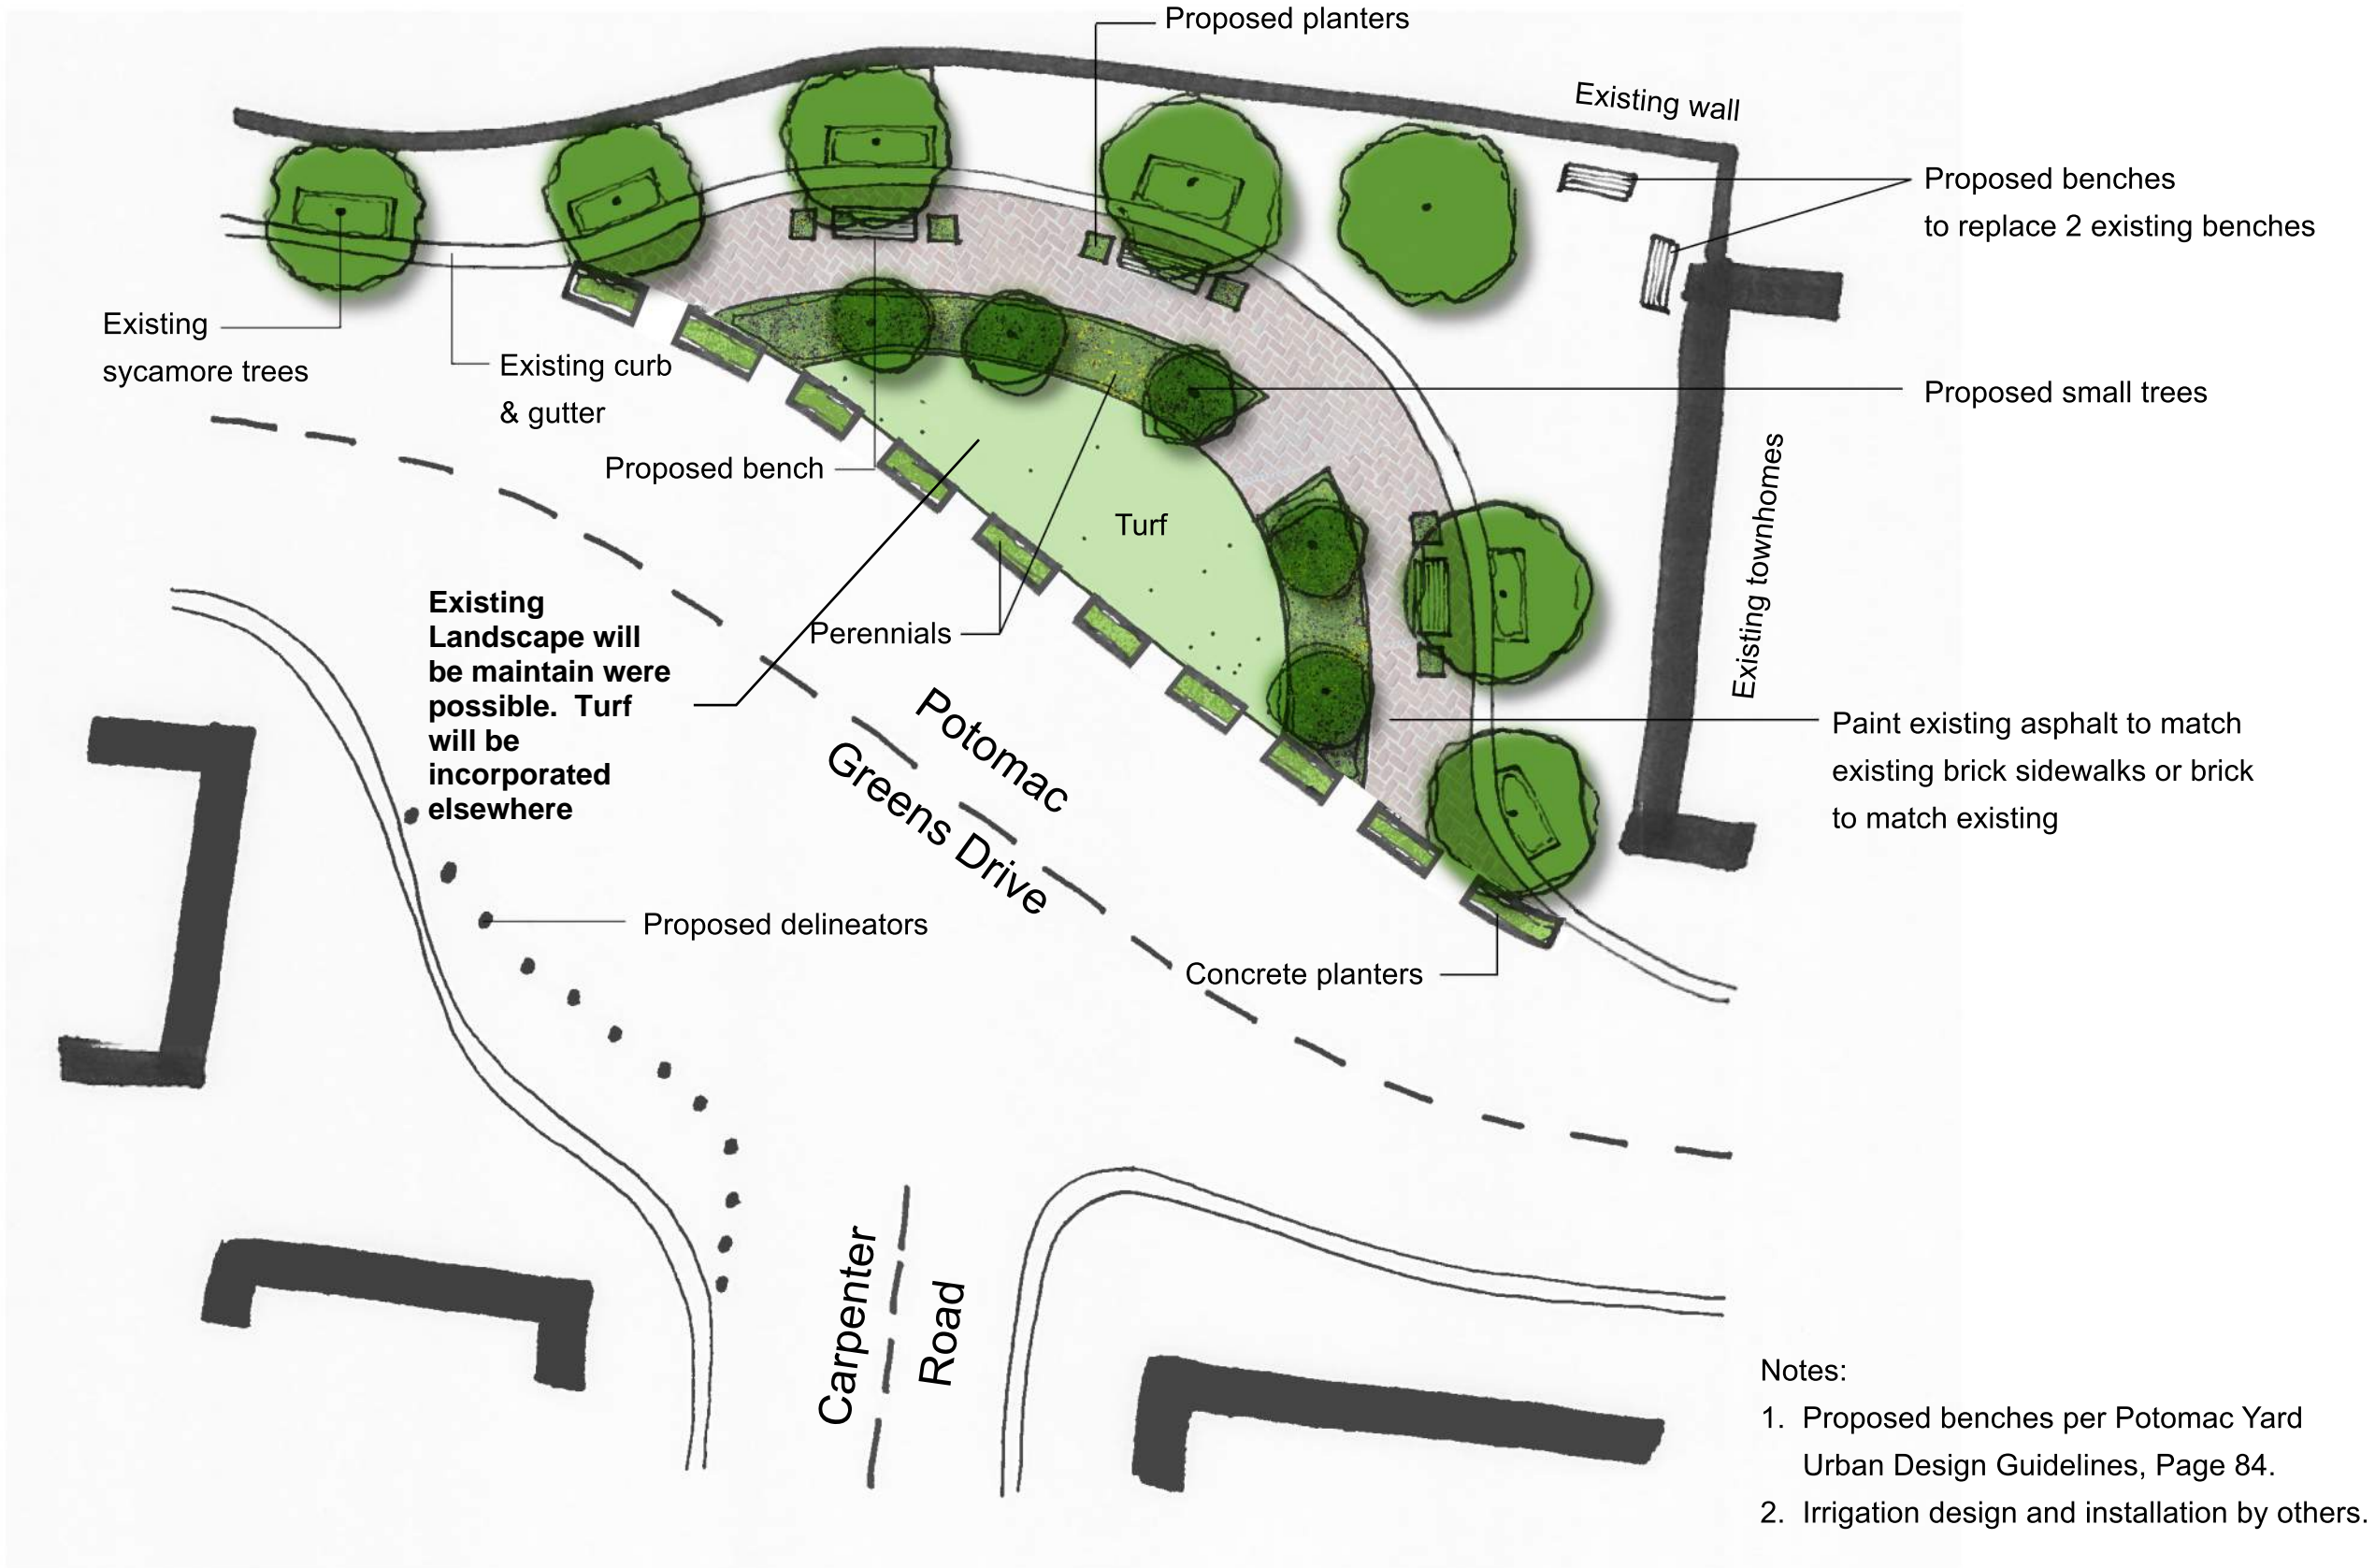 Proposed planters
Existing wall
Proposed benches
to replace 2 existing benches
Existing
sycamore trees
Existing curb
& gutter
Proposed small trees
Proposed bench
Turf
Existing townhomes
Existing
Landscape will
be maintain were
possible.  Turf
will be
incorporated
elsewhere
Perennials
Potomac
Greens Drive
Paint existing asphalt to match
existing brick sidewalks or brick
to match existing
Proposed delineators
Concrete planters
Carpenter
Road
Notes:
1. Proposed benches per Potomac Yard
Urban Design Guidelines, Page 84.
2. Irrigation design and installation by others.